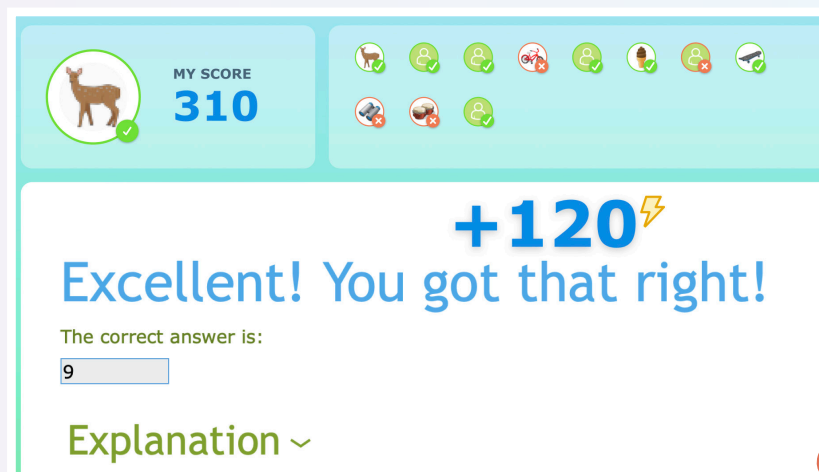 MY SCORE
310
+120
Excellent! You got that right!
The correct answer is:
9
Explanation